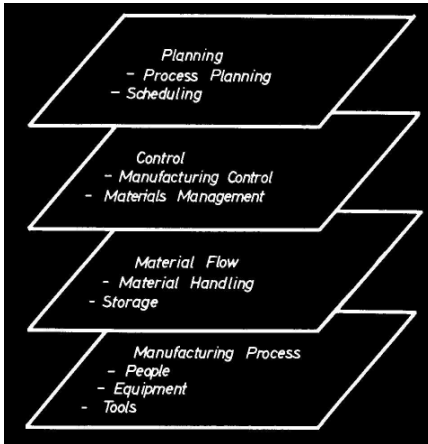 Planning
- Process Planning
- Scheduling
Control
- Manufacturing Control
- Materials Management
Material Flow
- Material Handling
- Storage
Manufacturing Process
- People
- Equipment
- Tools